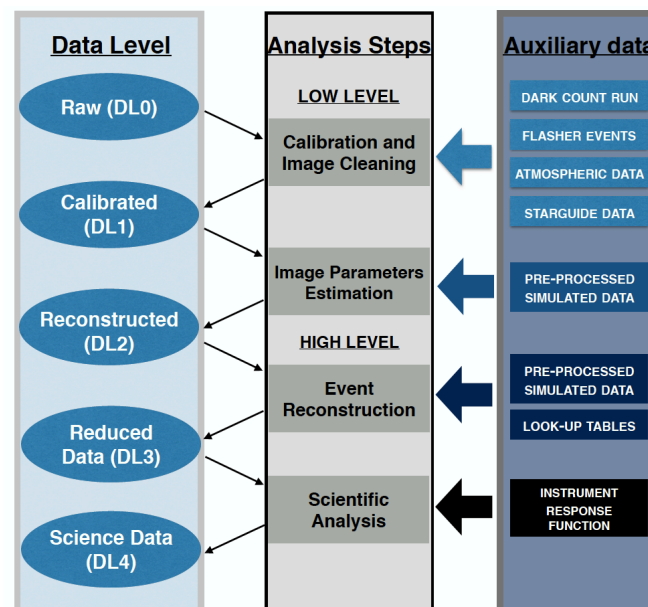 Data Level
Raw (DL0)
Calibrated
(DL1)
Reconstructed
(DL2)
Reduced
Data (DL3)
Science Data
(DL4)
Analysis Steps
LOW LEVEL
Calibration and
Image Cleaning
Image Parameters
Estimation
HIGH LEVEL
Event
Reconstruction
Scientific
Analysis
Auxiliary data
DARK COUNT RUN
FLASHER EVENTS
ATMOSPHERIC DATA
STARGUIDE DATA
PRE-PROCESSED
SIMULATED DATA
PRE-PROCESSED
SIMULATED DATA
LOOK-UP TABLES
INSTRUMENT
RESPONSE
FUNCTION